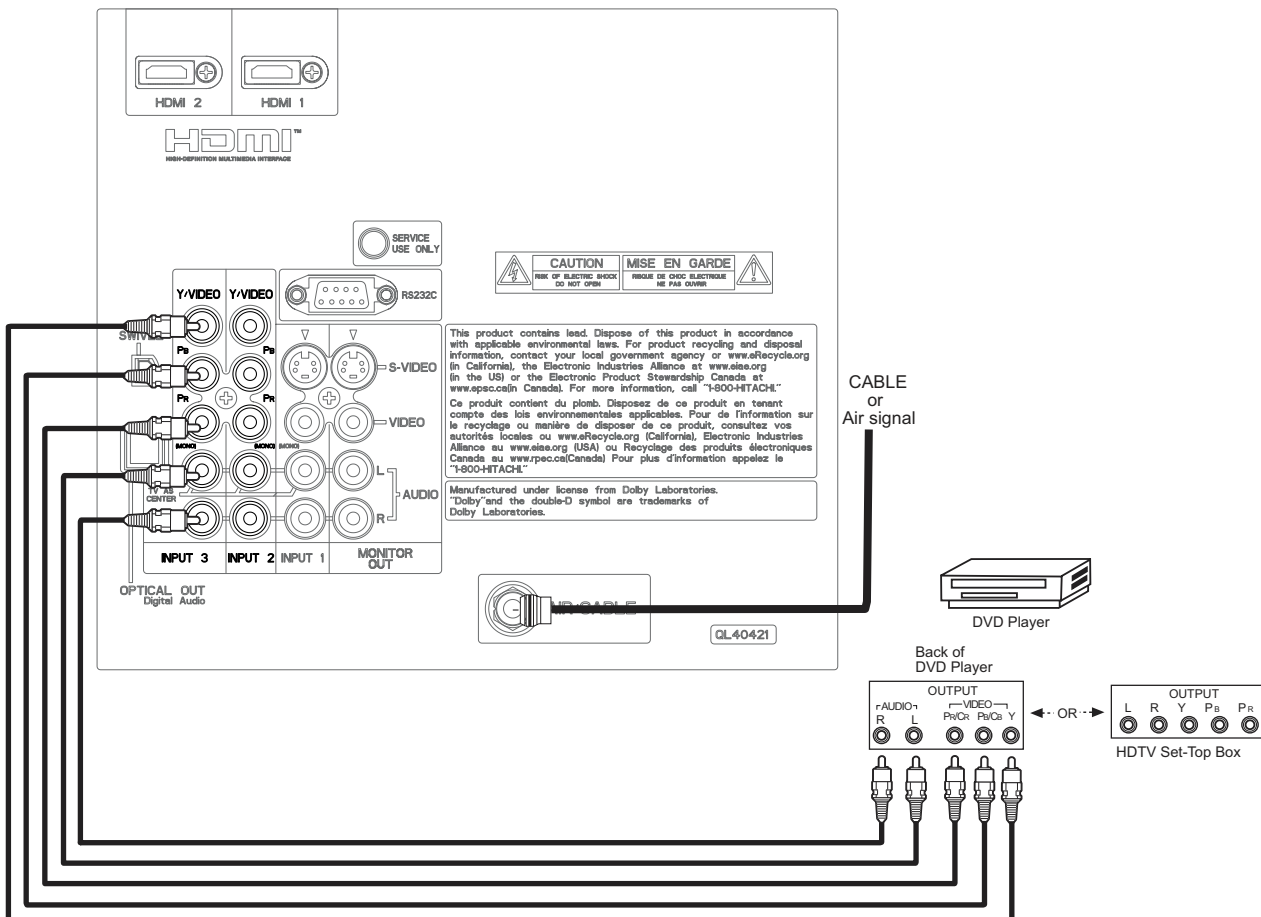 HDMI 2
HDMI 1
HDMI™
HIGH-DEFINITION MULTIMEDIA INTERFACE
SERVICE
USE ONLY
CAUTION
RISK OF ELECTRIC SHOCK
DO NOT OPEN
MISE EN GARDE
RISQUE DE CHOC ELECTRIQUE
NE PAS OUVRIR
Y/VIDEO
Y/VIDEO
RS232C
PB
PB
S-VIDEO
PR
PR
VIDEO
(MONO)
(MONO)
(MONO)
TV AS
CENTER
L
AUDIO
R
INPUT 3
INPUT 2
INPUT 1
MONITOR
OUT
OPTICAL OUT
Digital Audio
This product contains lead. Dispose of this product in accordance
with applicable environmental laws. For product recycling and disposal
information, contact your local government agency or www.eRecycle.org
(in California), the Electronic Industries Alliance at www.eiae.org
(in the US) or the Electronic Product Stewardship Canada at
www.epsc.ca(in Canada). For more information, call "1-800-HITACHI."
Ce produit contient du plomb. Disposez de ce produit en tenant
compte des lois environnementales applicables. Pour de l'information sur
le recyclage ou manière de disposer de ce produit, consultez vos
autorités locales ou www.eRecycle.org (California), Electronic Industries
Alliance au www.eiae.org (USA) ou Recyclage des produits électroniques
Canada au www.rpec.ca(Canada) Pour plus d'information appelez le
"1-800-HITACHI."
Manufactured under license from Dolby Laboratories.
"Dolby"and the double-D symbol are trademarks of
Dolby Laboratories.
CABLE
or
Air signal
AIR/CABLE
QL40421
DVD Player
Back of
DVD Player
OUTPUT
AUDIO
VIDEO
R L PR/CR PB/CB Y
OR
OUTPUT
L R Y PB PR
HDTV Set-Top Box